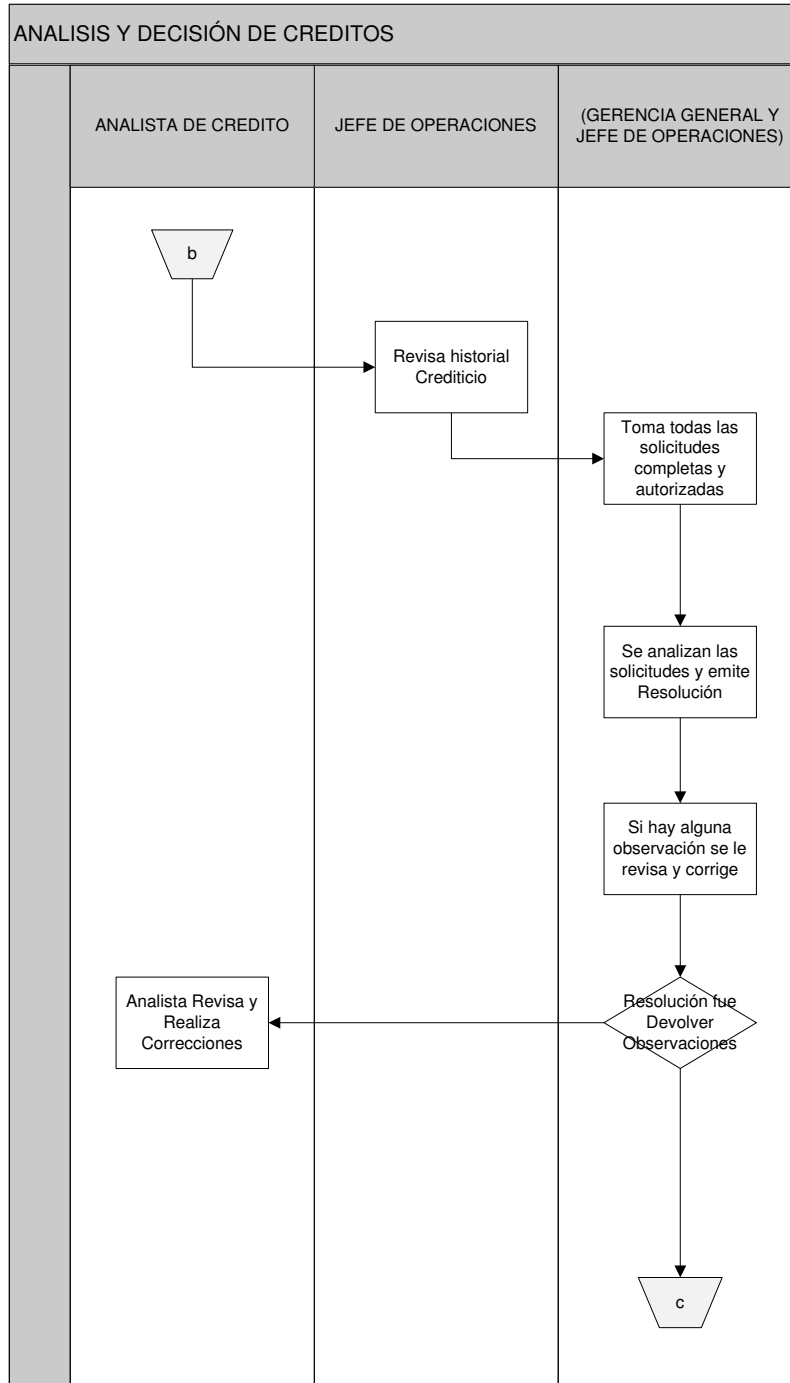 ANALISIS Y DECISIÓN DE CREDITOS
ANALISTA DE CREDITO
JEFE DE OPERACIONES
(GERENCIA GENERAL Y
JEFE DE OPERACIONES)
b
Revisa historial
Crediticio
Toma todas las
solicitudes
completas y
autorizadas
Se analizan las
solicitudes y emite
Resolución
Si hay alguna
observación se le
revisa y corrige
Analista Revisa y
Realiza
Correcciones
Resolución fue
Devolver
Observaciones
c